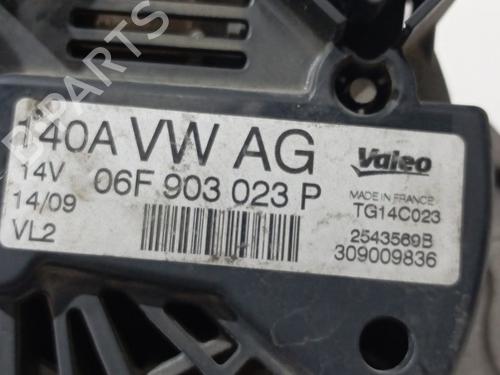 B-PARTS
140A VW AG
14V 06F 903 023 P
14/09
VL2
Valeo
MADE IN FRANCE
TG14C023
2543569B
309009836